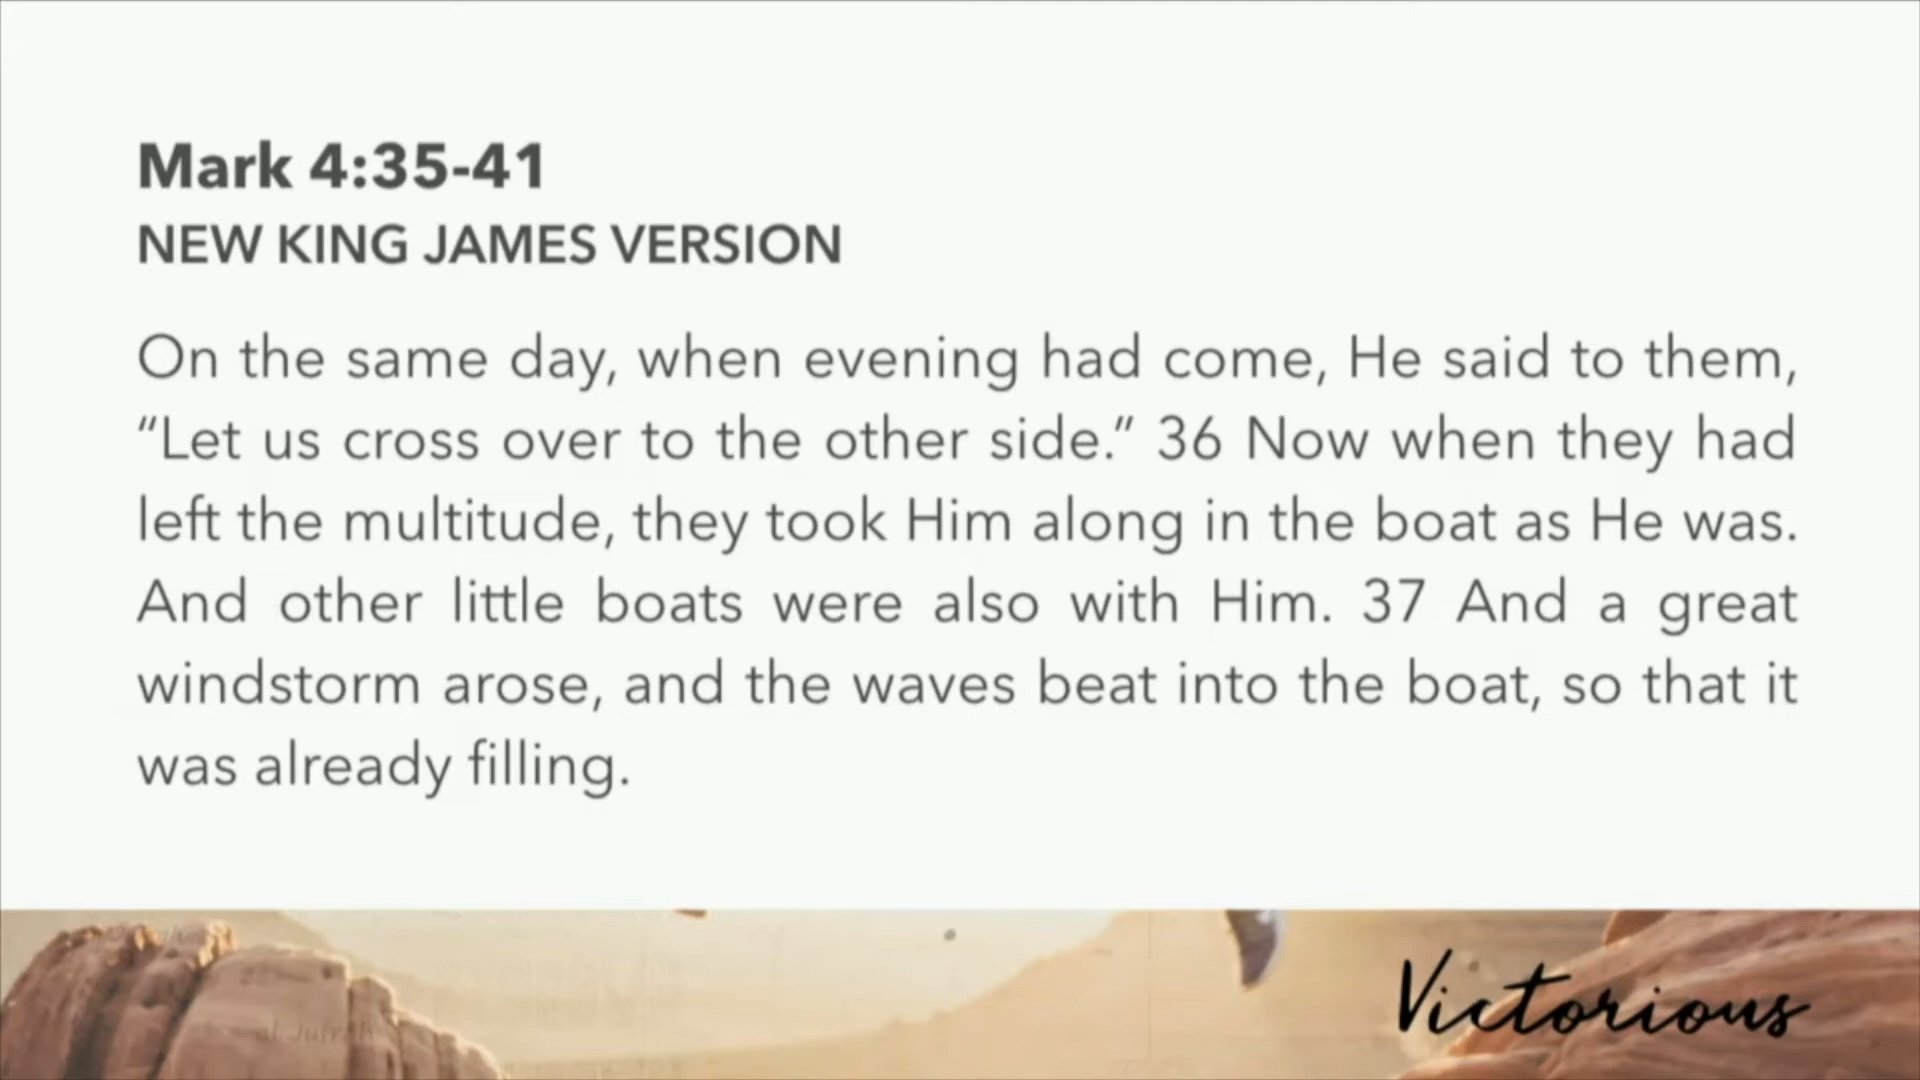 Mark 4:35-41
NEW KING JAMES VERSION
On the same day, when evening had come, He said to them,
“Let us cross over to the other side.” 36 Now when they had
left the multitude, they took Him along in the boat as He was.
And other little boats were also with Him. 37 And a great
windstorm arose, and the waves beat into the boat, so that it
was already filling.
Victorious